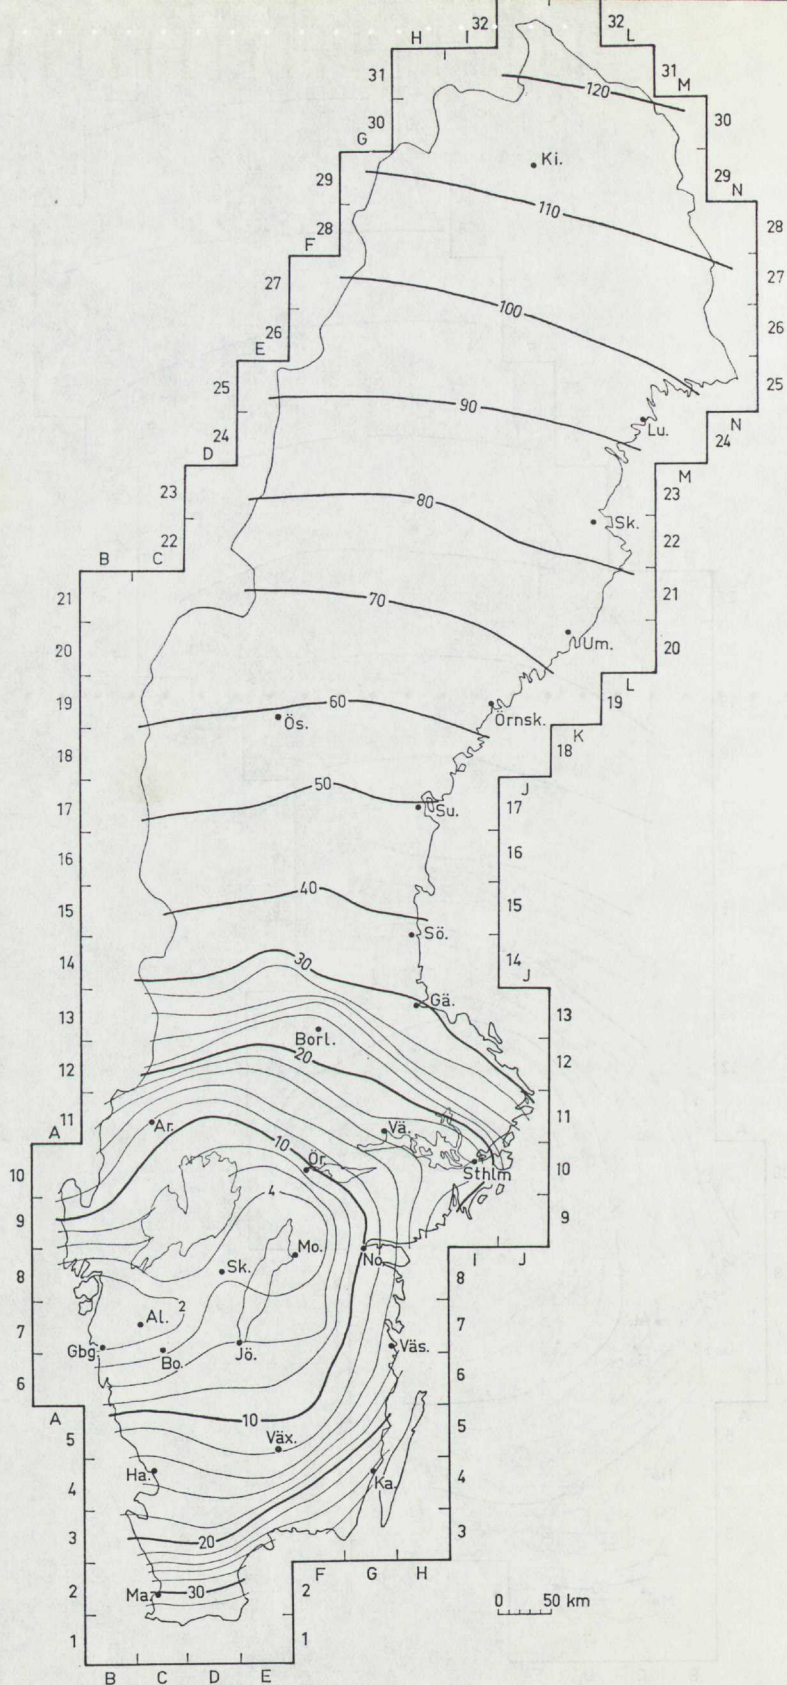 32 32
H I L
31 31
M
120
30 30
G
Ki.
29 29
N
110
28 28
F
27 27
100
26 26
E
25 25
90
Lu.
24 N
24
D
M
23 23
80
Sk.
22 22
B C
21 21
70
Um.
20 20
L
19 60 Örnsk. 19
Ös.
K
18 18
J
50
17 Su. 17
16 16
40
15 15
Sö.
14 30 14
J
Gä.
13 13
Borl.
20
12 12
11 Ar. Vä. 11
A
10
Ör.
10 Sthlm 10
4
9 9
Mo. No.
I J
Sk.
8 8
2
Al.
7 7
Gbg. Bo. Jö. Väs.
6 6
A
10
5 Väx. 5
Ha. Ka.
4 4
3 20 3
F G H
Ma. 30
2 2
0 50 km
1 1
B C D E